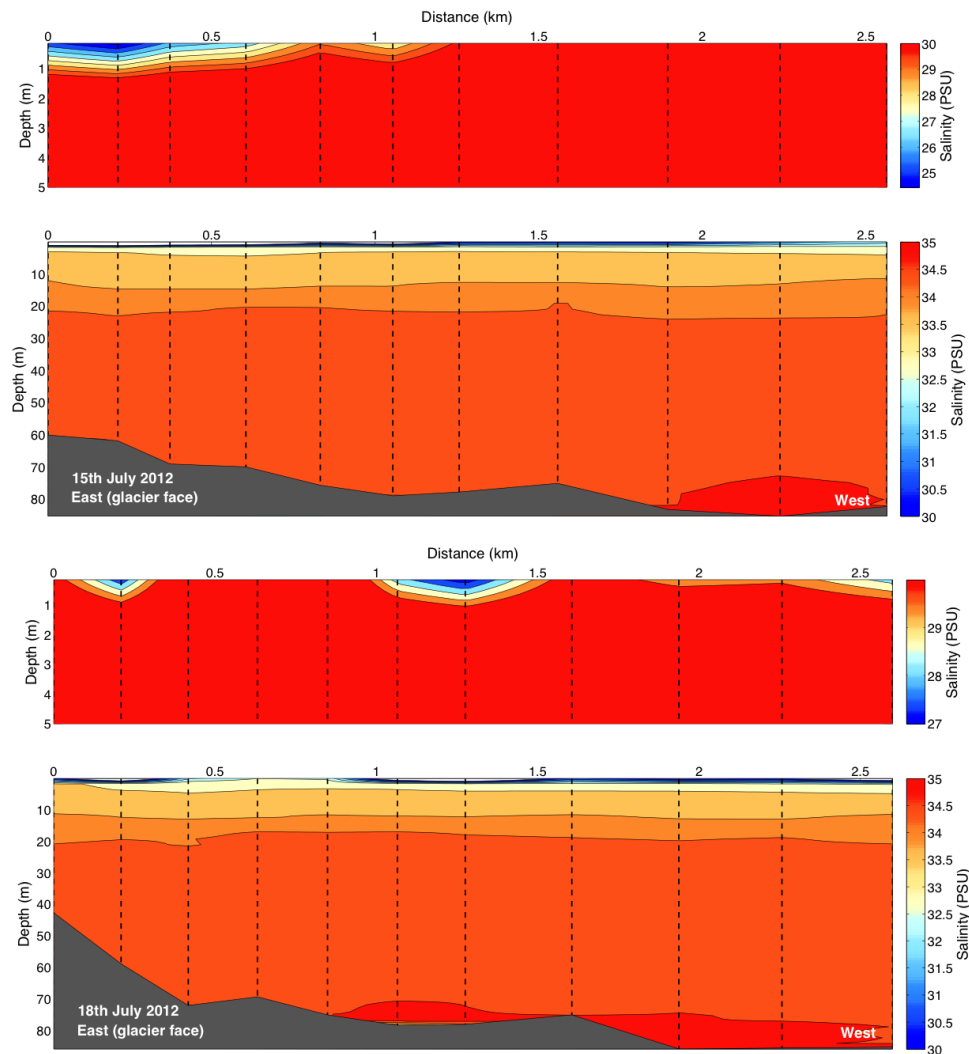 Distance (km)
0 0.5 1 1.5 2 2.5
Depth (m)
1
2
3
4
5
30
29
28
27
26
25
Salinity (PSU)
0 0.5 1 1.5 2 2.5
Depth (m)
10
20
30
40
50
60
70
80
15th July 2012
East (glacier face)
West
35
34.5
34
33.5
33
32.5
32
31.5
31
30.5
30
Salinity (PSU)
Distance (km)
0 0.5 1 1.5 2 2.5
Depth (m)
1
2
3
4
5
29
28
27
Salinity (PSU)
0 0.5 1 1.5 2 2.5
Depth (m)
10
20
30
40
50
60
70
80
18th July 2012
East (glacier face)
West
35
34.5
34
33.5
33
32.5
32
31.5
31
30.5
30
Salinity (PSU)